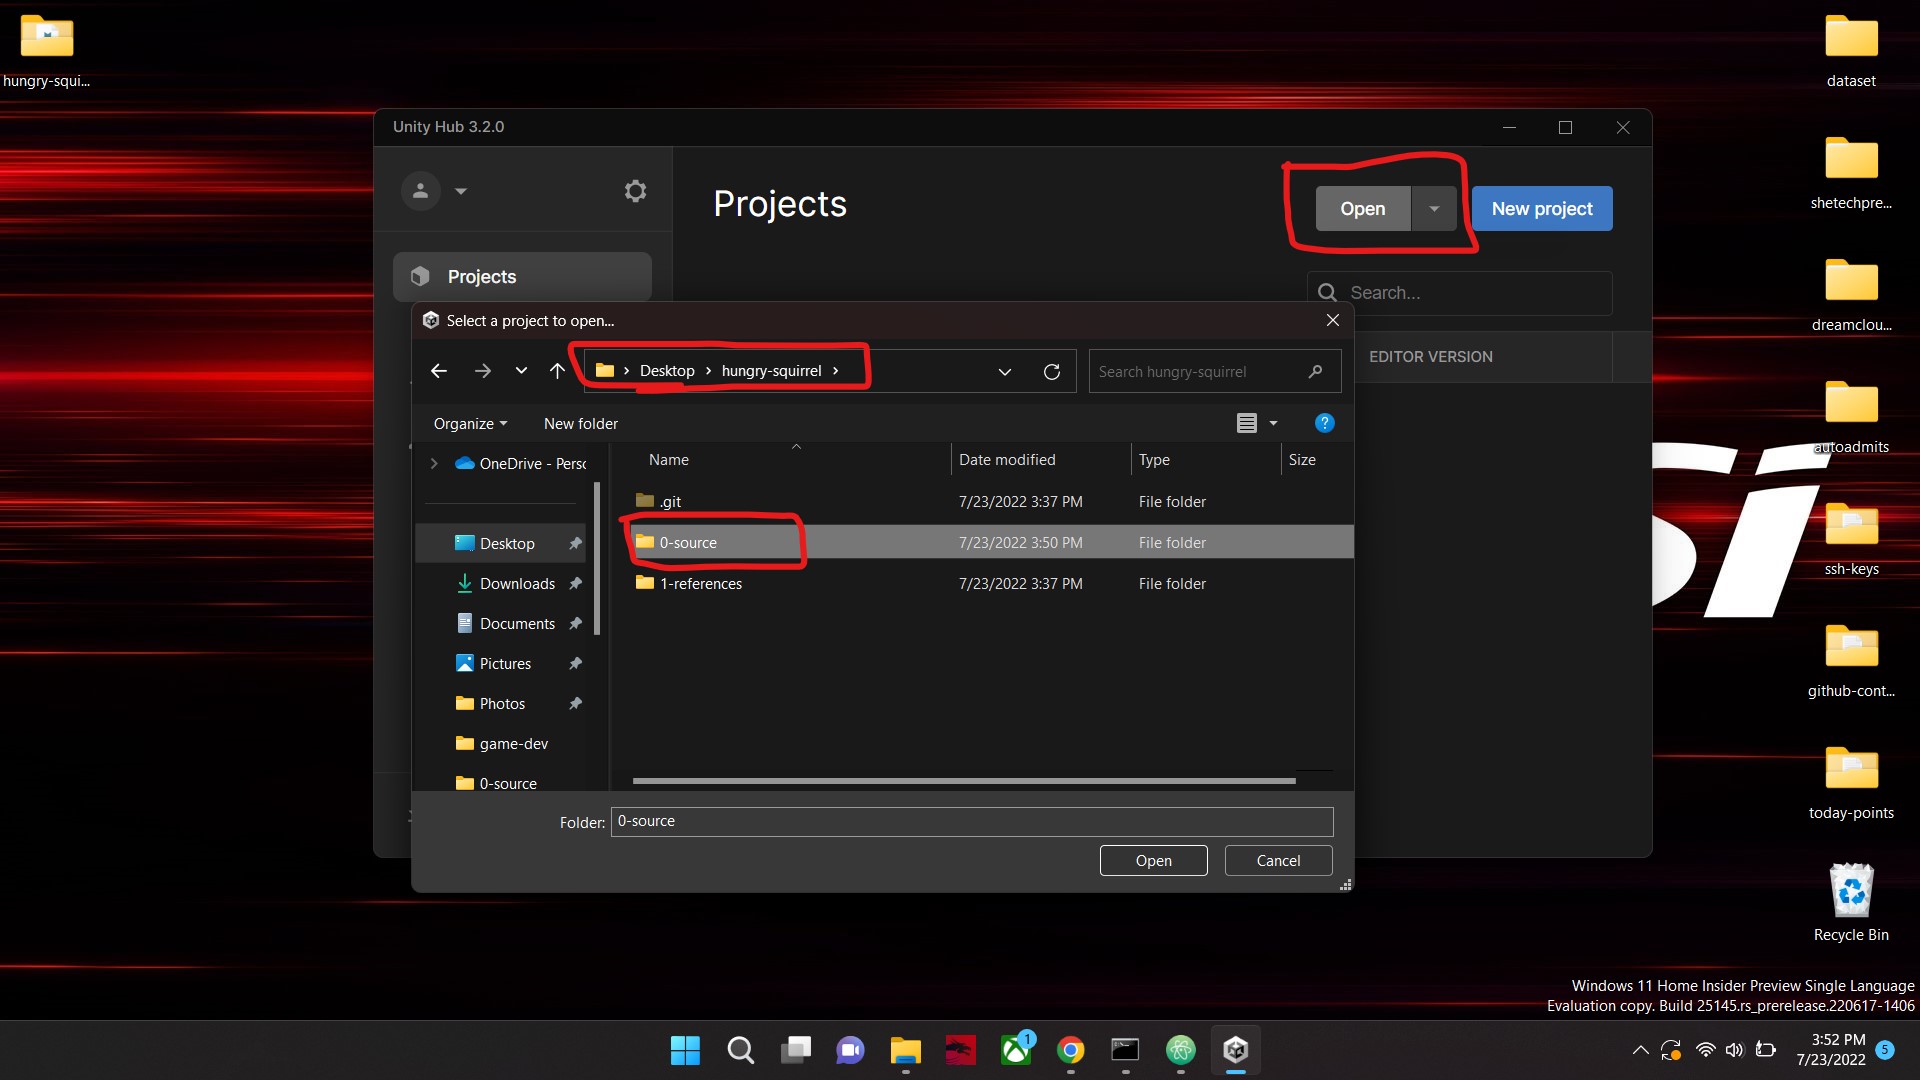 hungry-squi...
dataset
shetechpre...
dreamclou...
autoadmits
ssh-keys
github-cont...
today-points
Recycle Bin
Unity Hub 3.2.0
Projects
Open
New project
Projects
Search...
EDITOR VERSION
Select a project to open...
Desktop
hungry-squirrel
Search hungry-squirrel
Organize
New folder
?
Name
Date modified
Type
Size
OneDrive - Perso
.git
7/23/2022 3:37 PM
File folder
0-source
7/23/2022 3:50 PM
File folder
1-references
7/23/2022 3:37 PM
File folder
Desktop
Downloads
Documents
Pictures
Photos
game-dev
0-source
Folder:
0-source
Open
Cancel
si
Windows 11 Home Insider Preview Single Language
Evaluation copy. Build 25145.rs_prerelease.220617-1406
1
3:52 PM
7/23/2022
5